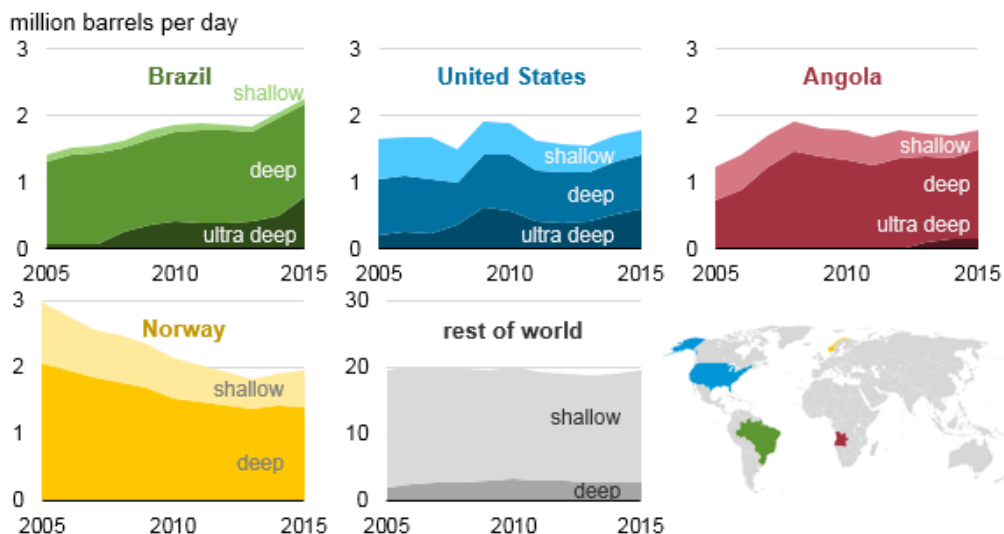 million barrels per day
3
2
1
0
Brazil
shallow
deep
ultra deep
2005
2010
2015
3
2
1
0
United States
shallow
deep
ultra deep
2005
2010
2015
3
2
1
0
Angola
shallow
deep
ultra deep
2005
2010
2015
3
2
1
0
Norway
shallow
deep
2005
2010
2015
30
20
10
0
rest of world
shallow
deep
2005
2010
2015